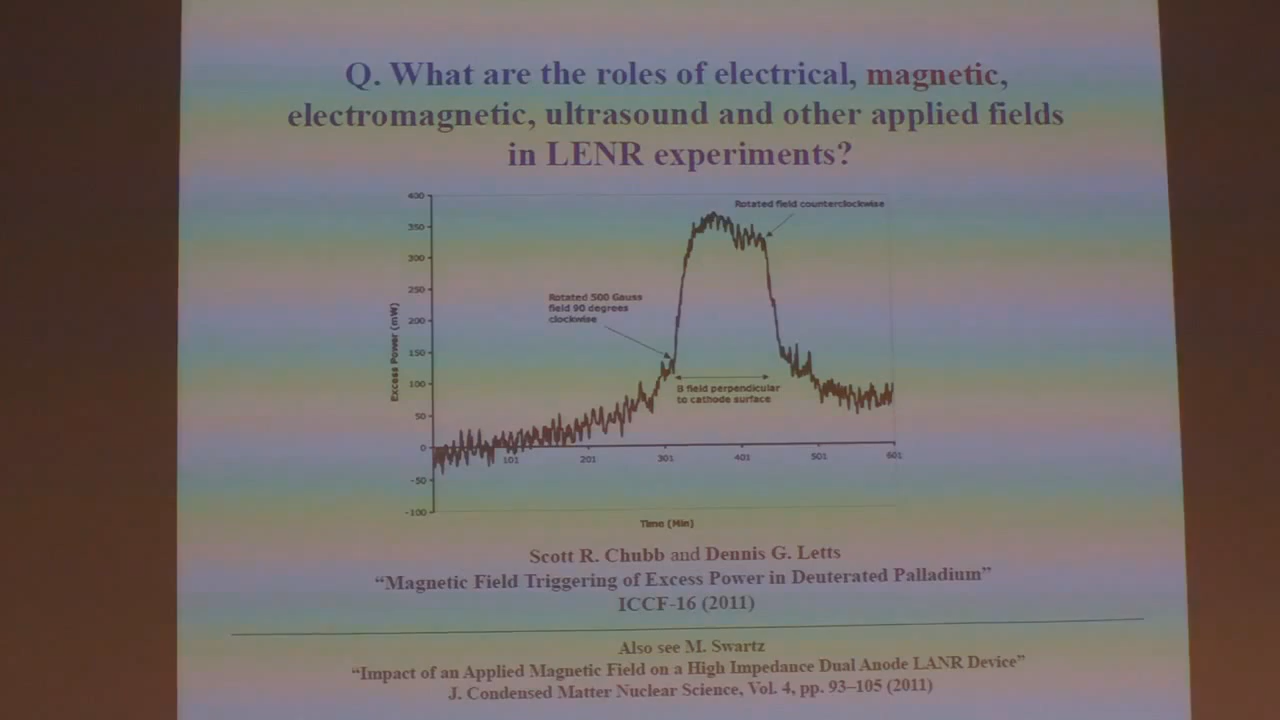 Q. What are the roles of electrical, magnetic,
electromagnetic, ultrasound and other applied fields
in LENR experiments?
400
350
300
250
200
150
100
50
0
-50
-100
Excess Power (mW)
Rotated field counterclockwise
Rotated 500 Gauss
field 90 degrees
clockwise
B field perpendicular
to cathode surface
101
201
301
401
501
601
Time (Min)
Scott R. Chubb and Dennis G. Letts
“Magnetic Field Triggering of Excess Power in Deuterated Palladium”
ICCF-16 (2011)
Also see M. Swartz
“Impact of an Applied Magnetic Field on a High Impedance Dual Anode LANR Device”
J. Condensed Matter Nuclear Science, Vol. 4, pp. 93–105 (2011)